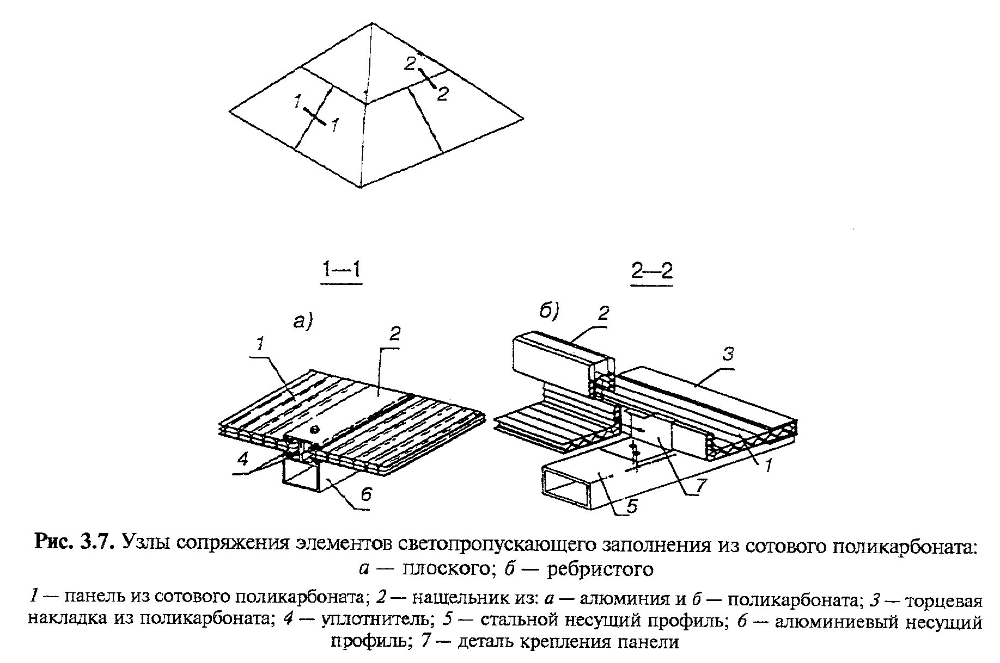 2
2
1
1
1—1
2—2
а)
1
2
4
6
б)
2
3
1
7
5
Рис. 3.7. Узлы сопряжения элементов светопропускающего заполнения из сотового поликарбоната:
а — плоского; б — ребристого
1 — панель из сотового поликарбоната; 2 — нащельник из: а — алюминия и б — поликарбоната; 3 — торцевая
накладка из поликарбоната; 4 — уплотнитель; 5 — стальной несущий профиль; 6 — алюминиевый несущий
профиль; 7 — деталь крепления панели